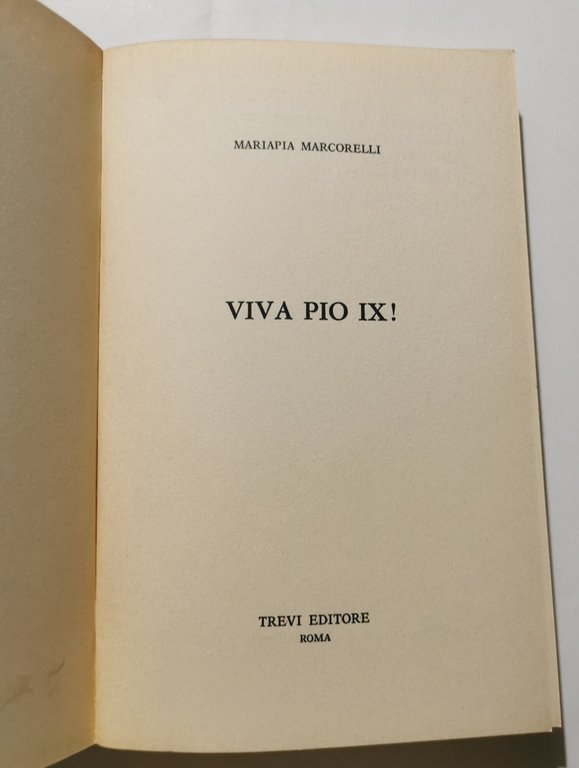 MARIAPIA MARCORELLI
VIVA PIO IX!
TREVI EDITORE
ROMA